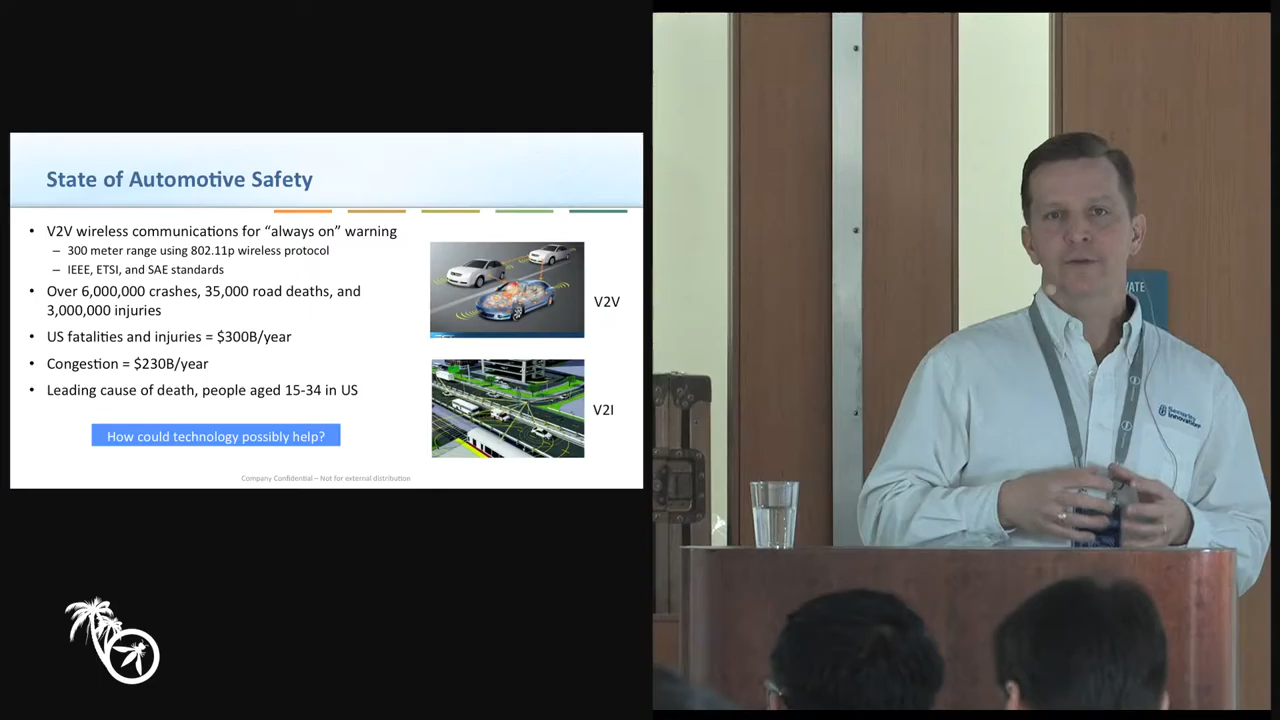 State of Automotive Safety
• V2V wireless communications for “always on” warning
– 300 meter range using 802.11p wireless protocol
– IEEE, ETSI, and SAE standards
• Over 6,000,000 crashes, 35,000 road deaths, and
3,000,000 injuries
• US fatalities and injuries = $300B/year
• Congestion = $230B/year
• Leading cause of death, people aged 15-34 in US
How could technology possibly help?
V2V
V2I
Company Confidential – Not for external distribution
VATE
Security
Innovation